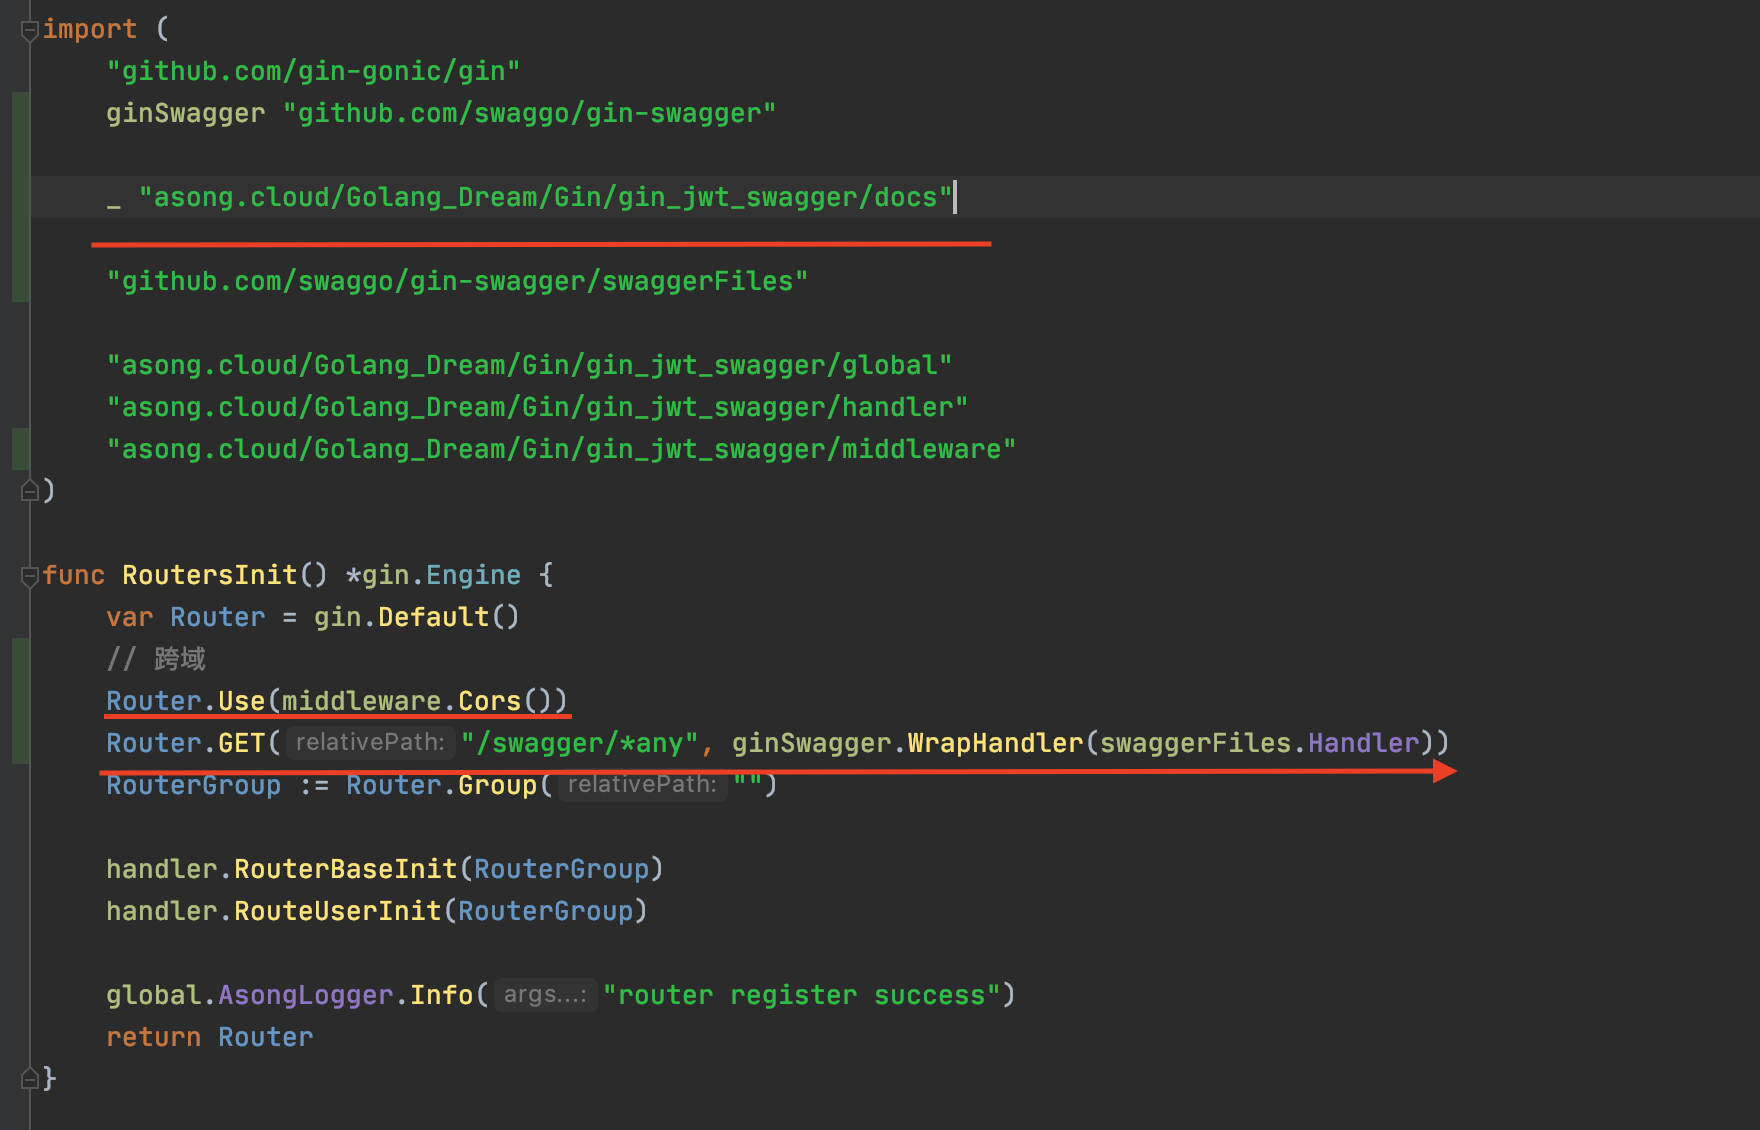 import (
"github.com/gin-gonic/gin"
ginSwagger "github.com/swaggo/gin-swagger"
_ "asong.cloud/Golang_Dream/Gin/gin_jwt_swagger/docs"
"github.com/swaggo/gin-swagger/swaggerFiles"
"asong.cloud/Golang_Dream/Gin/gin_jwt_swagger/global"
"asong.cloud/Golang_Dream/Gin/gin_jwt_swagger/handler"
"asong.cloud/Golang_Dream/Gin/gin_jwt_swagger/middleware"
)
func RoutersInit() *gin.Engine {
var Router = gin.Default()
// 跨域
Router.Use(middleware.Cors())
Router.GET( relativePath: "/swagger/*any", ginSwagger.WrapHandler(swaggerFiles.Handler))
RouterGroup := Router.Group( relativePath: "")
handler.RouterBaseInit(RouterGroup)
handler.RouteUserInit(RouterGroup)
global.AsongLogger.Info( args...: "router register success")
return Router
}